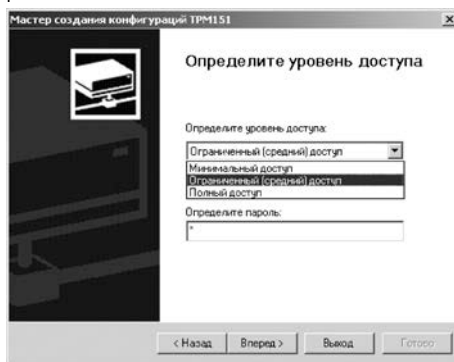 Мастер создания конфигураций ТРМ151
Определите уровень доступа
Определите уровень доступа:
Ограниченный (средний) доступ
Минимальный доступ
Ограниченный (средний) доступ
Полный доступ
Определите пароль:
*
< Назад
Вперед >
Выход
Готово